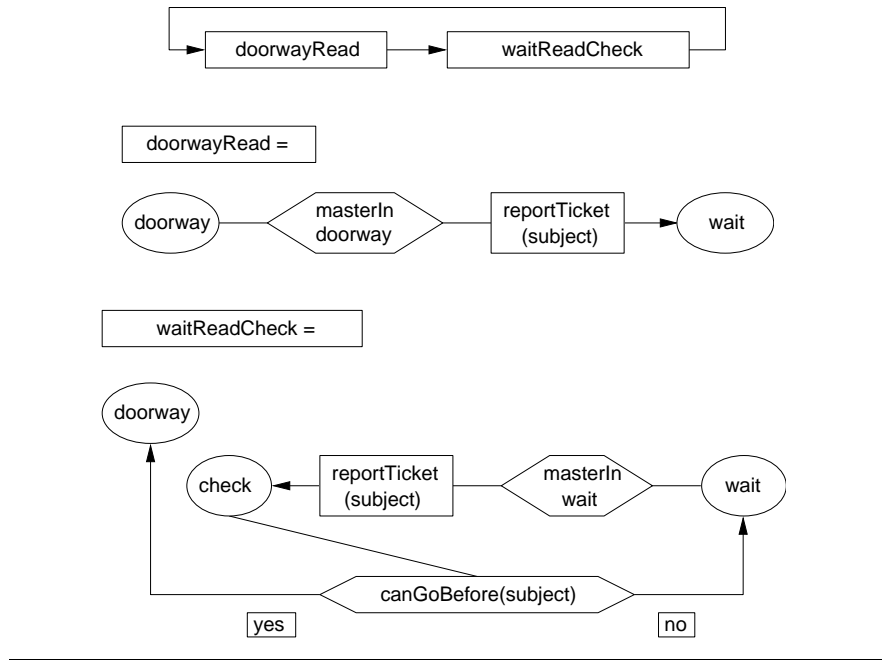 doorwayRead
waitReadCheck
doorwayRead =
doorway
masterIn
doorway
reportTicket
(subject)
wait
waitReadCheck =
doorway
check
reportTicket
(subject)
masterIn
wait
wait
canGoBefore(subject)
yes
no